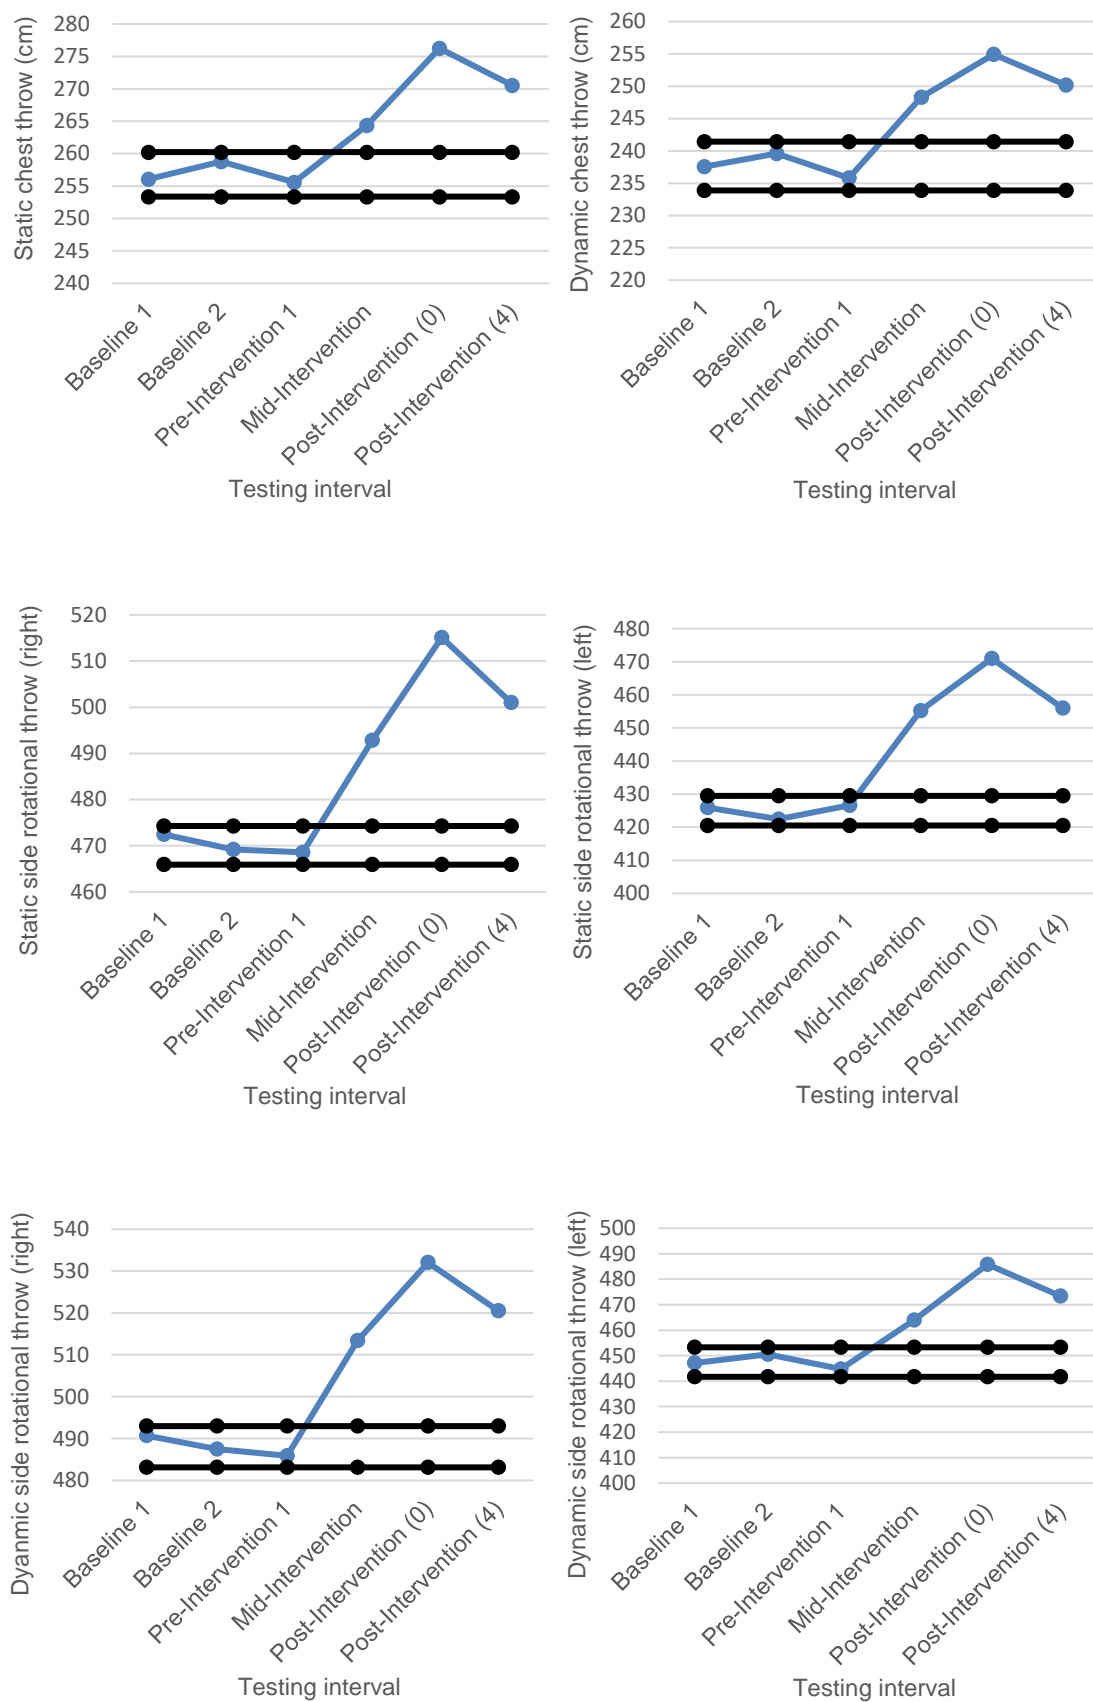 Static chest throw (cm)
280
275
270
265
260
255
250
245
240
Baseline 1
Baseline 2
Pre-Intervention 1
Mid-Intervention
Post-Intervention (0)
Post-Intervention (4)
Testing interval
Dynamic chest throw (cm)
260
255
250
245
240
235
230
225
220
Baseline 1
Baseline 2
Pre-Intervention 1
Mid-Intervention
Post-Intervention (0)
Post-Intervention (4)
Testing interval
Static side rotational throw (right)
520
510
500
490
480
470
460
Baseline 1
Baseline 2
Pre-Intervention 1
Mid-Intervention
Post-Intervention (0)
Post-Intervention (4)
Testing interval
Static side rotational throw (left)
480
470
460
450
440
430
420
410
400
Baseline 1
Baseline 2
Pre-Intervention 1
Mid-Intervention
Post-Intervention (0)
Post-Intervention (4)
Testing interval
Dyanmic side rotational throw (right)
540
530
520
510
500
490
480
Baseline 1
Baseline 2
Pre-Intervention 1
Mid-Intervention
Post-Intervention (0)
Post-Intervention (4)
Testing interval
Dynamic side rotational throw (left)
500
490
480
470
460
450
440
430
420
410
400
Baseline 1
Baseline 2
Pre-Intervention 1
Mid-Intervention
Post-Intervention (0)
Post-Intervention (4)
Testing interval